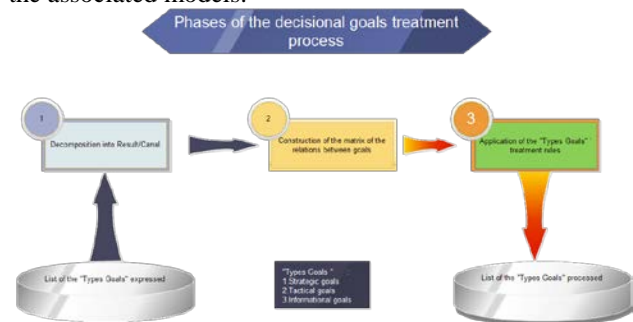 the associated models.
Phases of the decisional goals treatment
process
1
2
3
Decomposition into Result/Canal
Construction of the matrix of the
relations between goals
Application of the "Types Goals"
treatment rules
List of the "Types Goals" expressed
"Types Goals"
1.Strategic goals
2.Tactical goals
3.Informational goals
List of the "Types Goals" processed